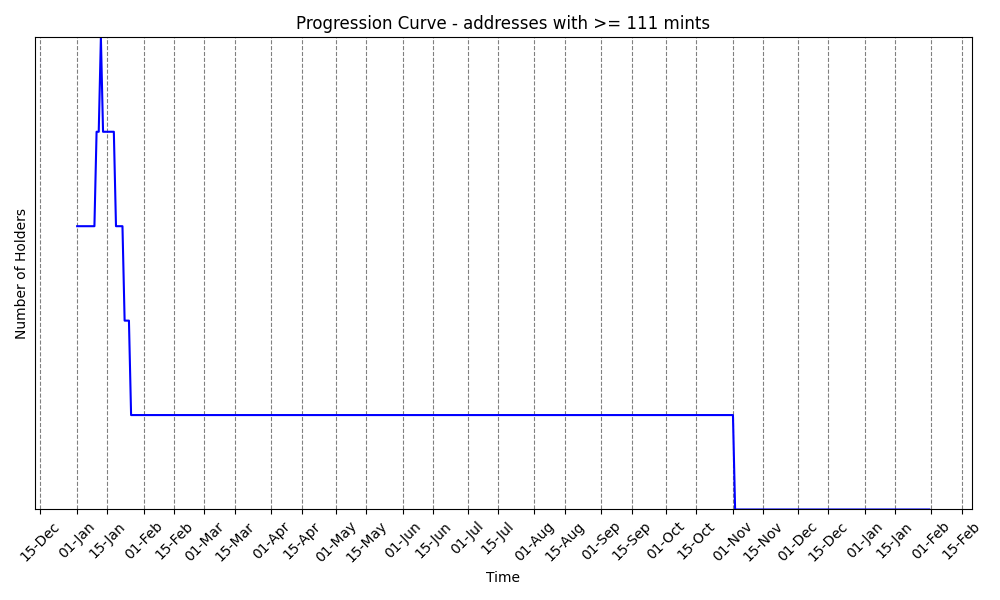 Progression Curve - addresses with >= 111 mints
Number of Holders
15-Dec
01-Jan
15-Jan
01-Feb
15-Feb
01-Mar
15-Mar
01-Apr
15-Apr
01-May
15-May
01-Jun
15-Jun
01-Jul
15-Jul
01-Aug
15-Aug
01-Sep
15-Sep
01-Oct
15-Oct
01-Nov
15-Nov
01-Dec
15-Dec
01-Jan
15-Jan
01-Feb
15-Feb
Time